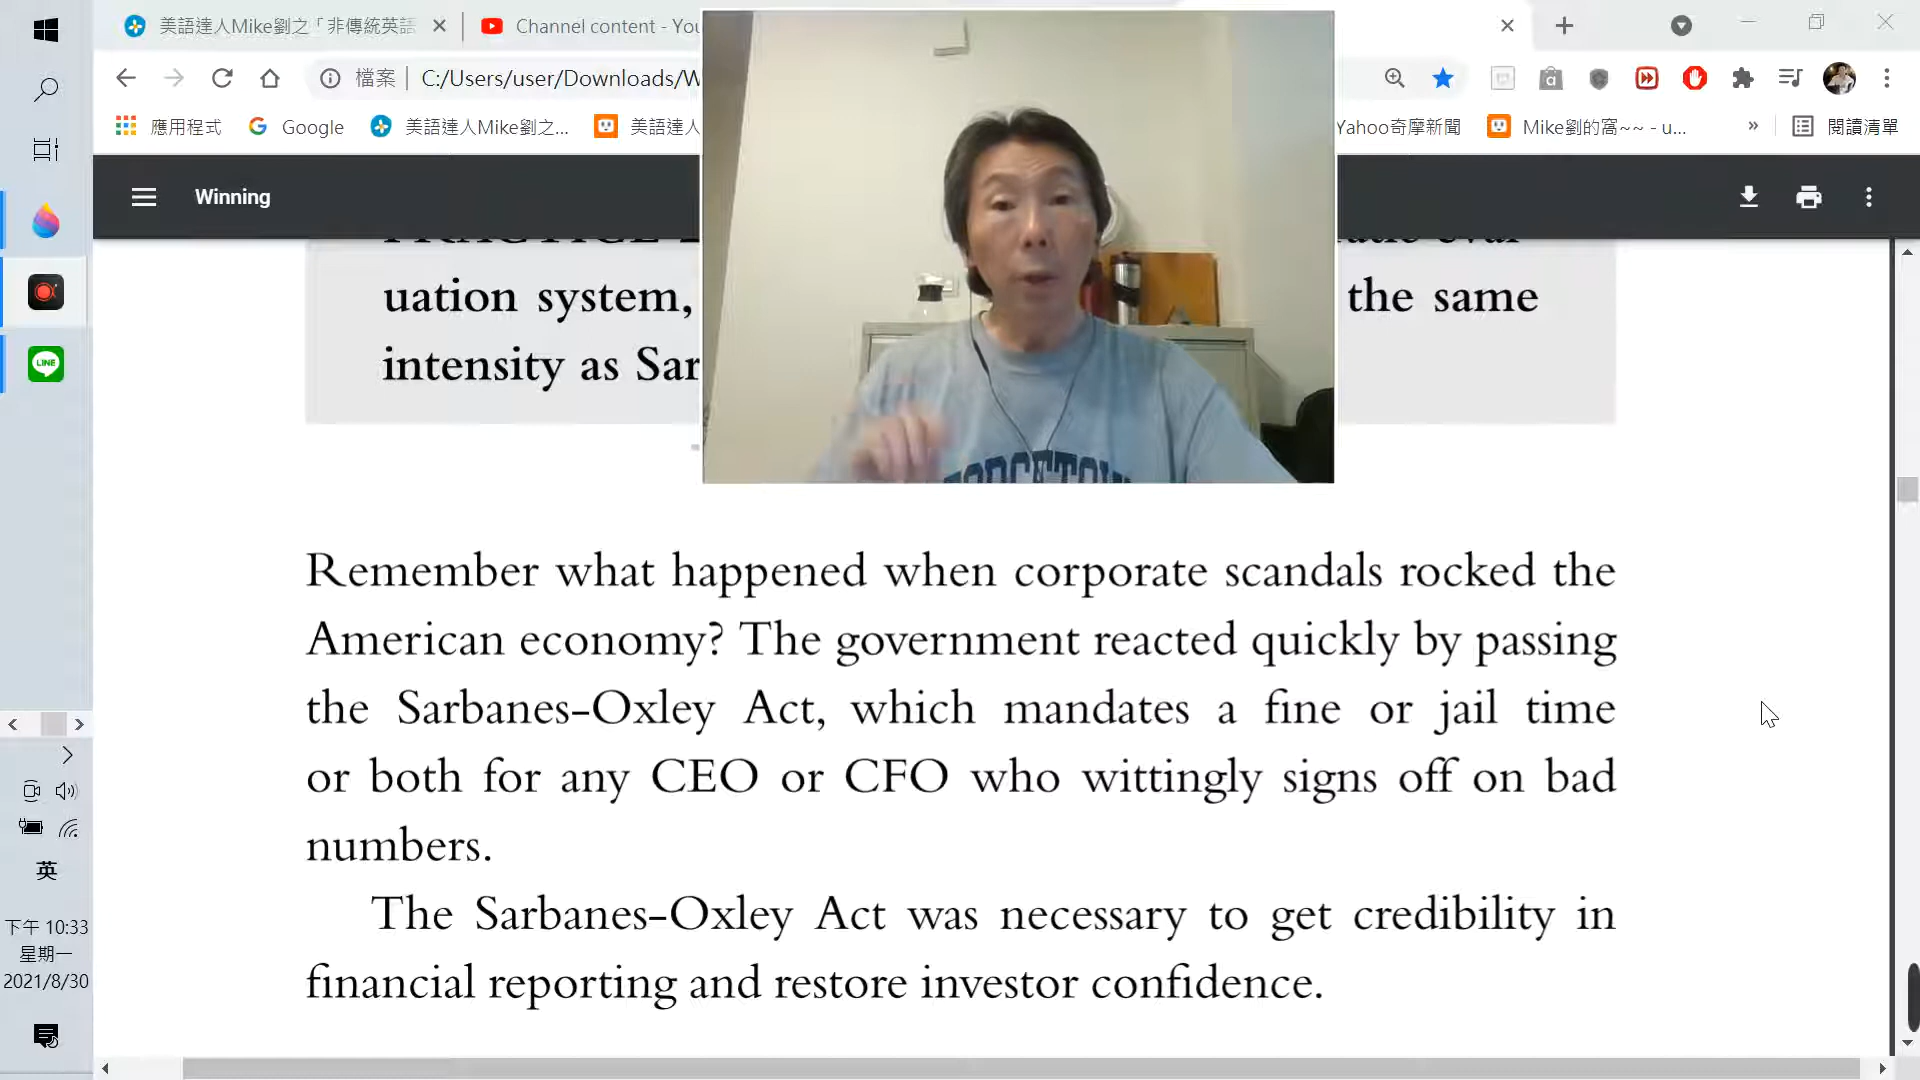 美語達人Mike劉之「非傳統英語
Channel content - You
檔案
C:/Users/user/Downloads/W
應用程式
Google
美語達人Mike劉之...
美語達人
Yahoo奇摩新聞
Mike劉的窩~~ - u...
»
閱讀清單
Winning
uation system,
the same
intensity as Sar
Remember what happened when corporate scandals rocked the
American economy? The government reacted quickly by passing
the Sarbanes-Oxley Act, which mandates a fine or jail time
or both for any CEO or CFO who wittingly signs off on bad
numbers.
The Sarbanes-Oxley Act was necessary to get credibility in
financial reporting and restore investor confidence.
LINE
英
下午 10:33
星期一
2021/8/30